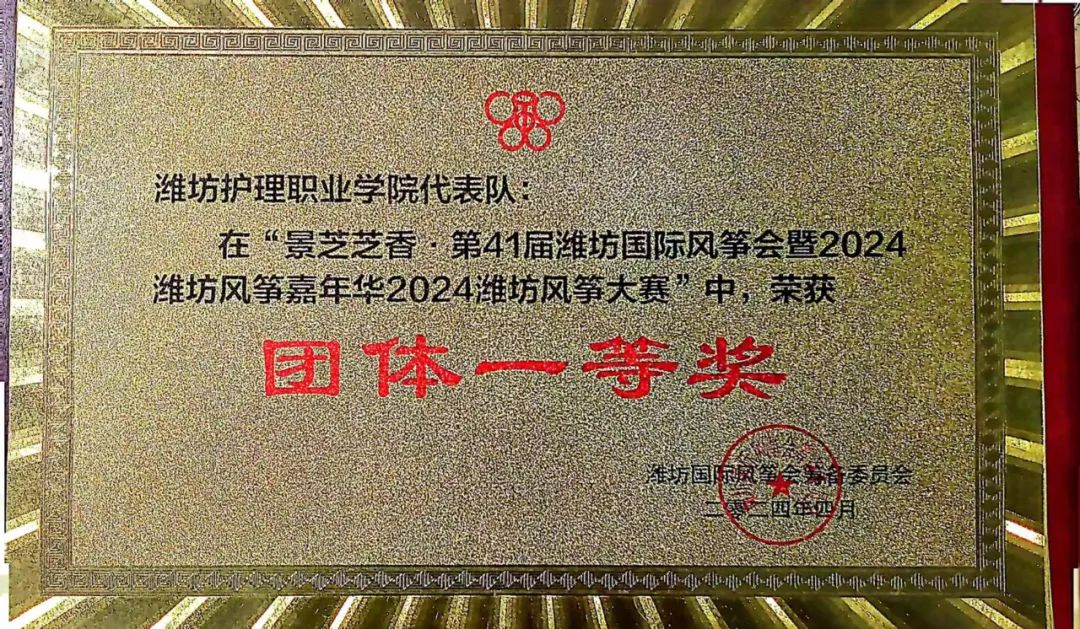 潍坊护理职业学院代表队：
在“景芝芝香·第41届潍坊国际风筝会暨2024
潍坊风筝嘉年华2024潍坊风筝大赛”中，荣获
团体一等奖
潍坊国际风筝会筹备委员会
二零二四年四月